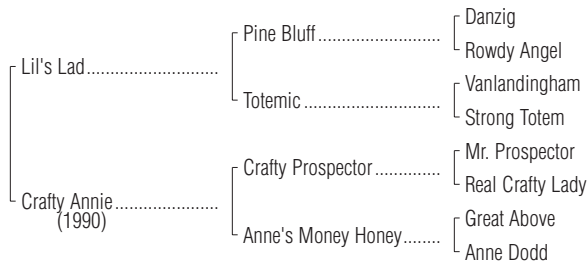 Danzig
Pine Bluff
Rowdy Angel
Lil's Lad
Vanlandingham
Totemic
Strong Totem
Mr. Prospector
Crafty Prospector
Real Crafty Lady
Crafty Annie
(1990)
Great Above
Anne's Money Honey
Anne Dodd